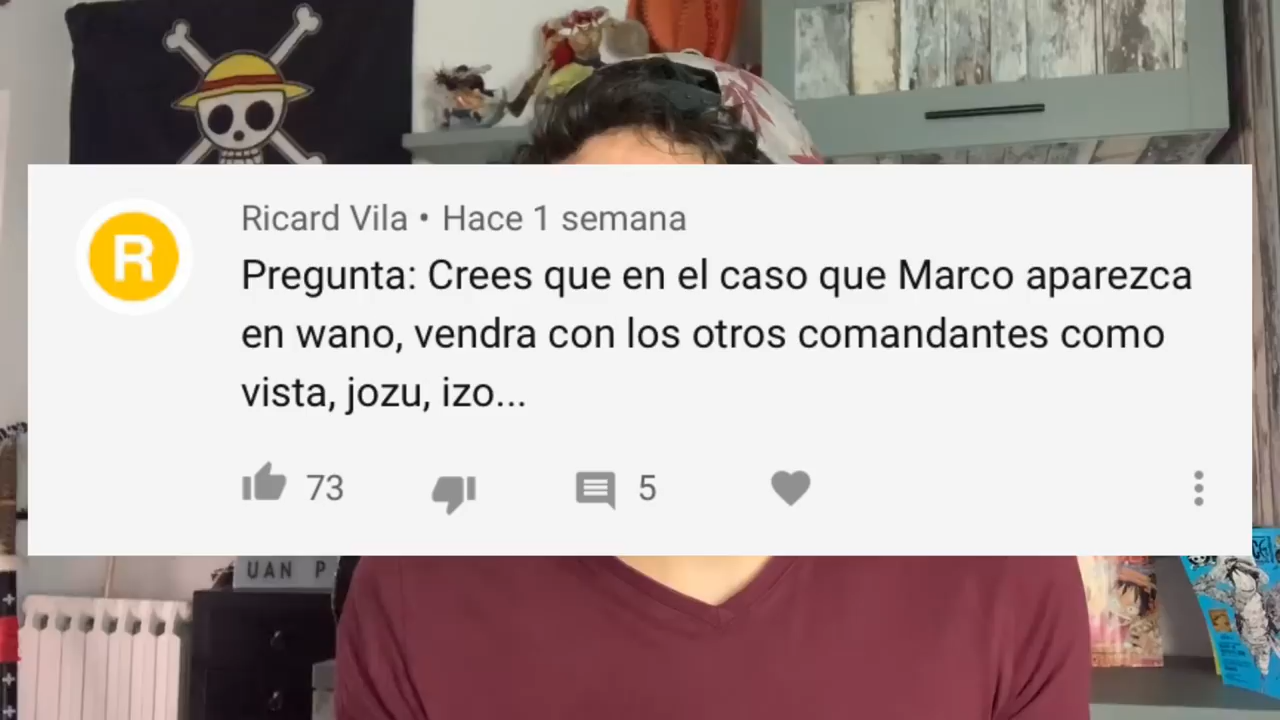 R
Ricard Vila • Hace 1 semana
Pregunta: Crees que en el caso que Marco aparezca
en wano, vendra con los otros comandantes como
vista, jozu, izo...
73
5
UAN P